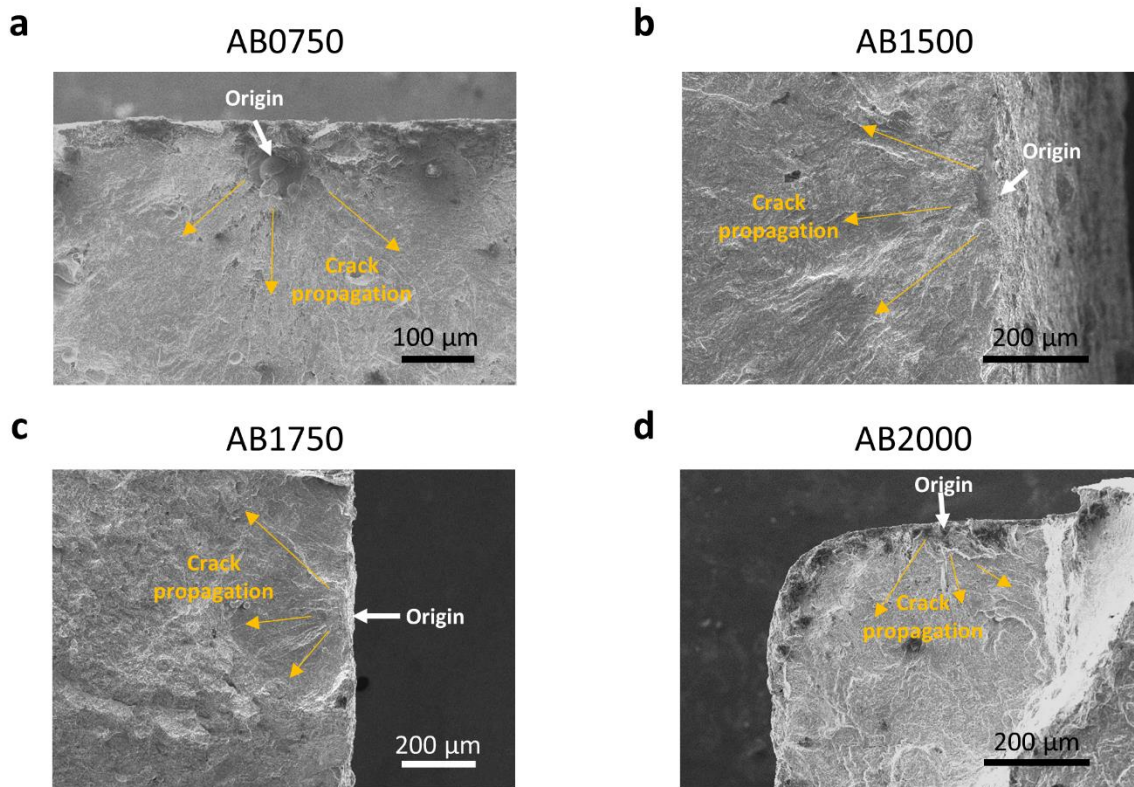 a
AB0750
Origin
Crack
propagation
100 μm
b
AB1500
Origin
Crack
propagation
200 μm
c
AB1750
Crack
propagation
Origin
200 μm
d
AB2000
Origin
Crack
propagation
200 μm